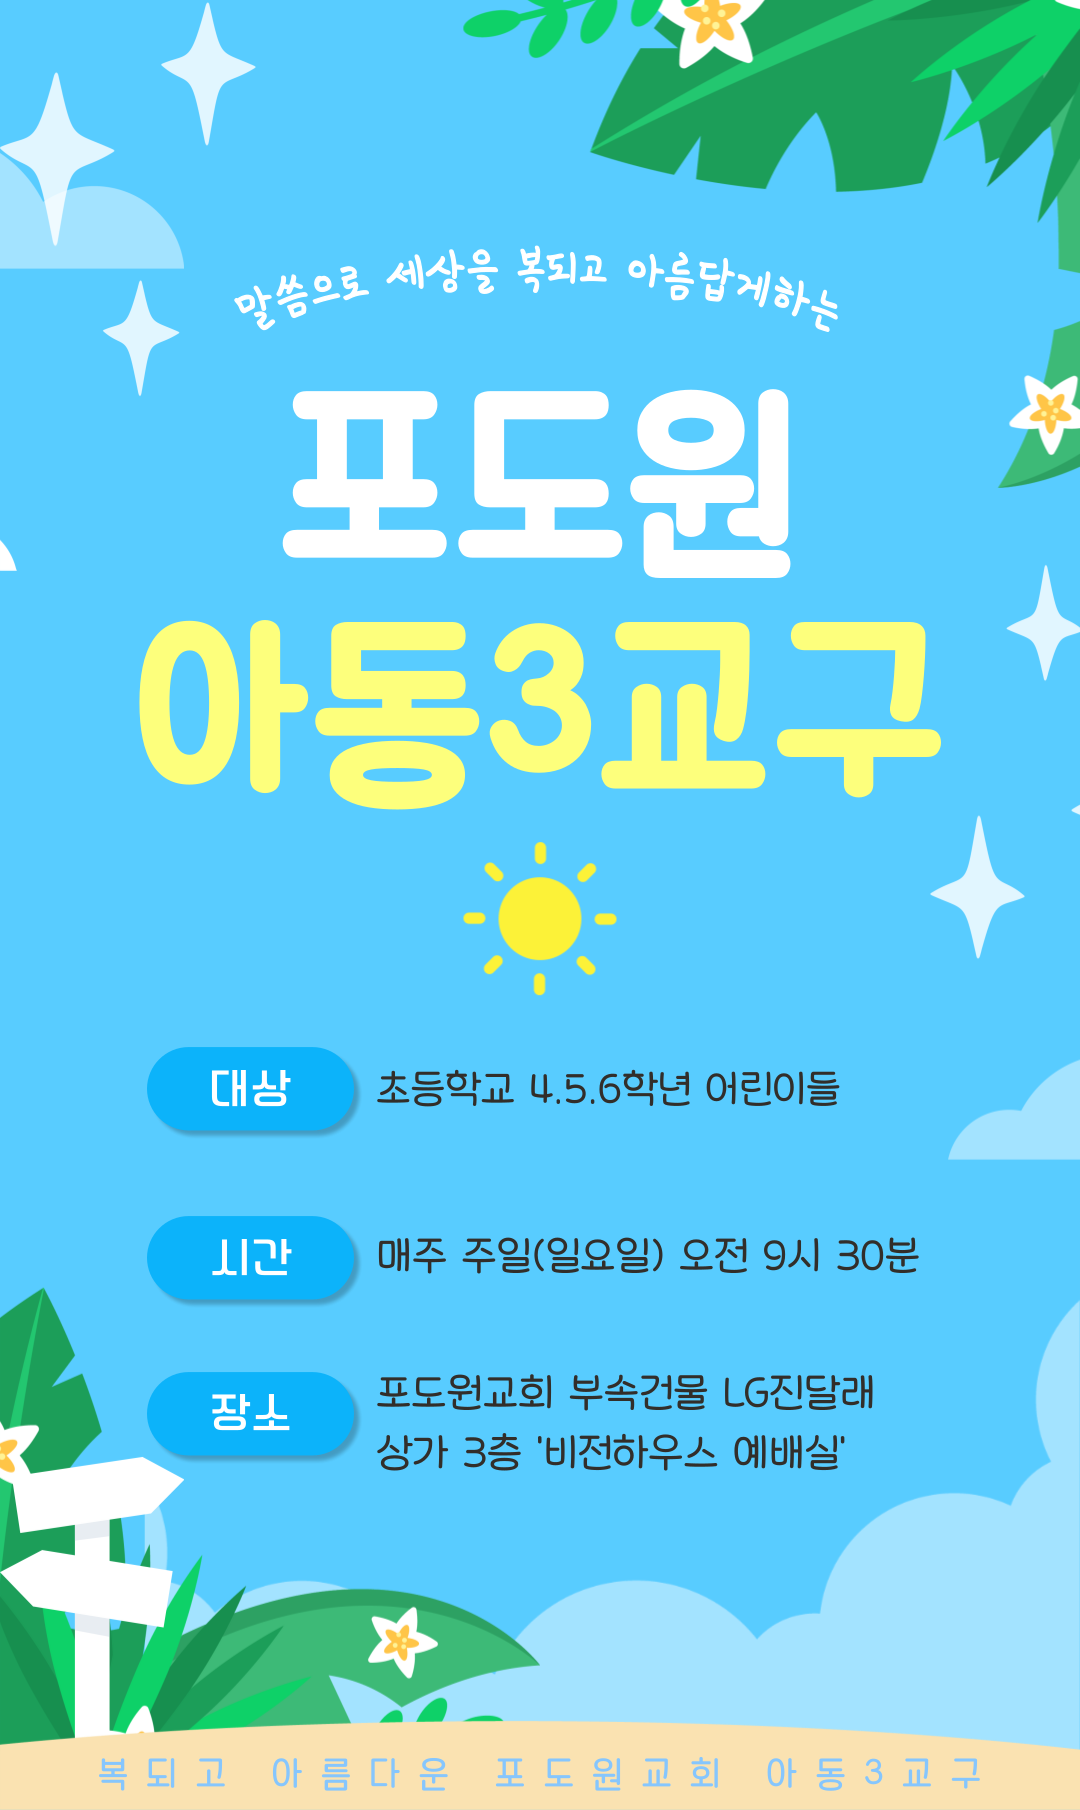 말씀으로 세상을 복되고 아름답게하는
포도원
아동3교구
대상
초등학교 4.5.6학년 어린이들
시간
매주 주일(일요일) 오전 9시 30분
장소
포도원교회 부속건물 LG진달래
상가 3층 '비전하우스 예배실'
복되고 아름다운 포도원교회 아동3교구